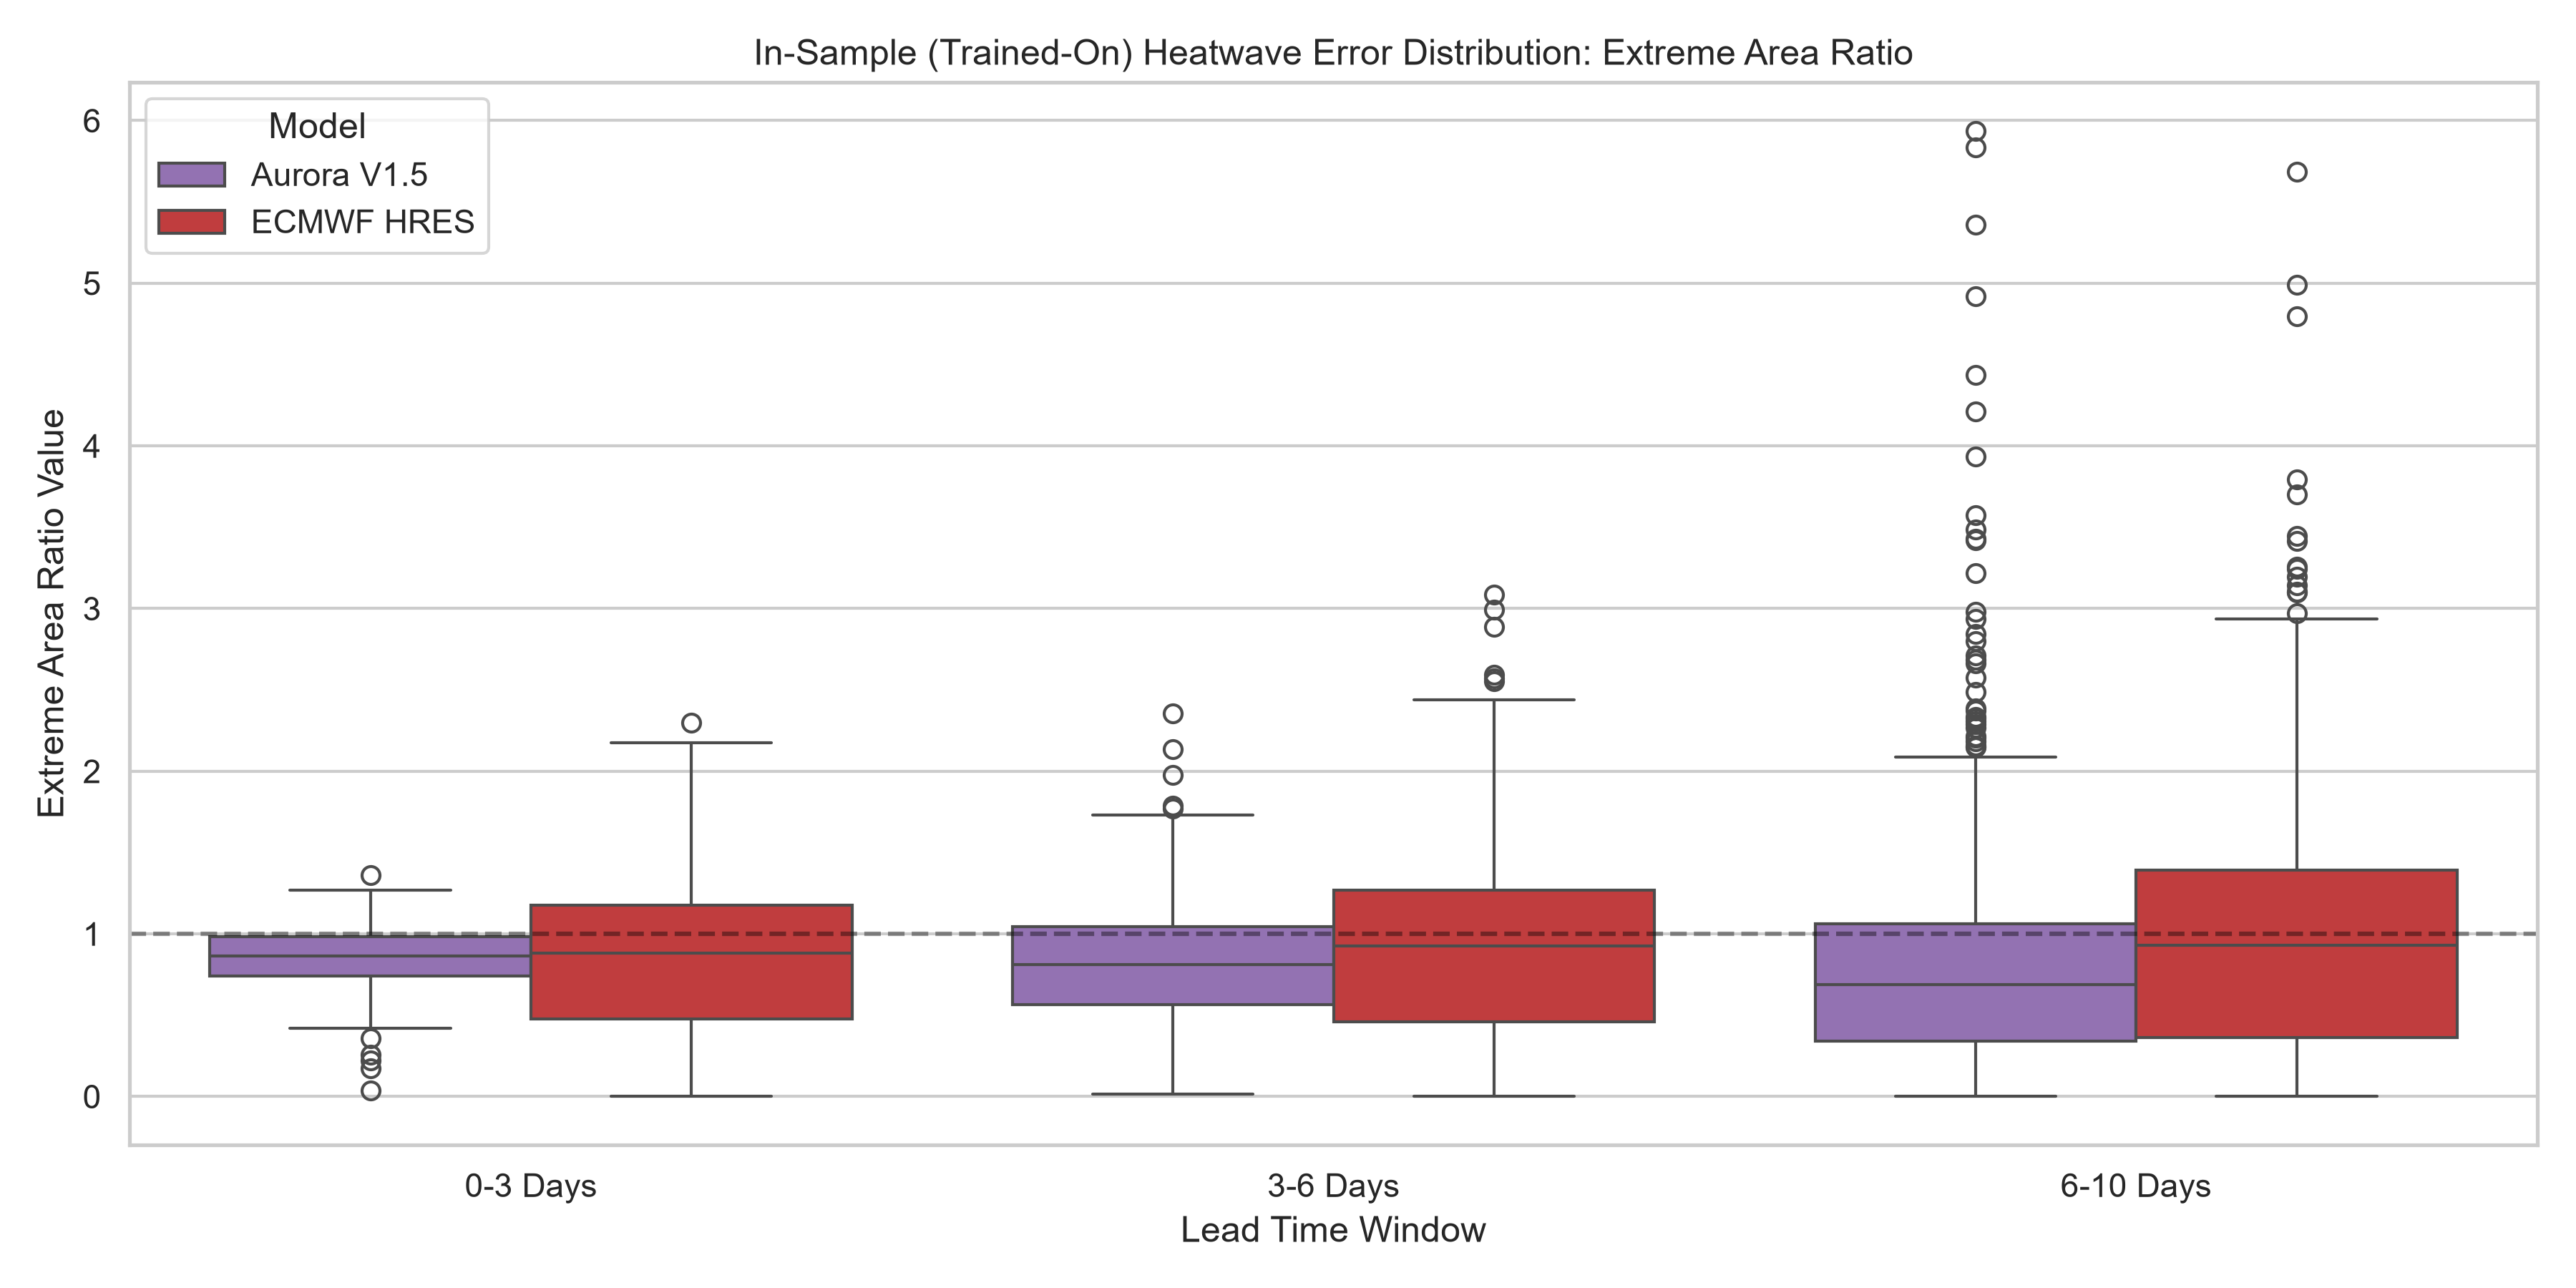 In-Sample (Trained-On) Heatwave Error Distribution: Extreme Area Ratio
Model
Aurora V1.5
ECMWF HRES
Extreme Area Ratio Value
6
5
4
3
2
1
0
0-3 Days
3-6 Days
6-10 Days
Lead Time Window